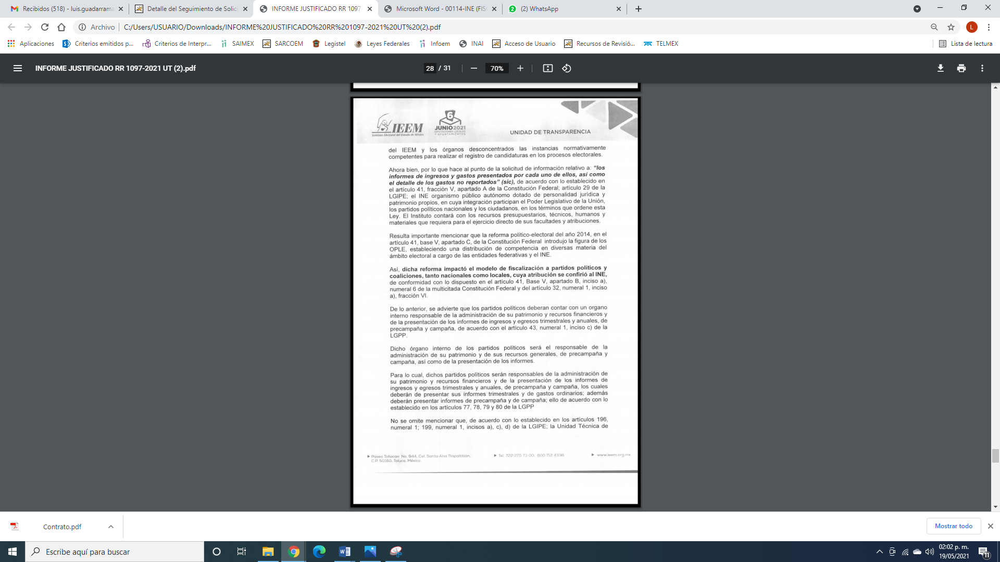 Recibidos (518) - luis.guadarrama
Detalle del Seguimiento de Solici
INFORME JUSTIFICADO RR 1097-
Microsoft Word - 00114-INE (FIS
(2) WhatsApp
Archivo
C:/Users/USUARIO/Downloads/INFORME%20JUSTIFICADO%20RR%201097-2021%20UT%20(2).pdf
L
Aplicaciones
Criterios emitidos p...
Criterios de Interpr...
SAIMEX
SARCOEM
Legistel
Leyes Federales
Infoem
INAI
Acceso de Usuario
Recursos de Revisió...
TELMEX
Lista de lectura
INFORME JUSTIFICADO RR 1097-2021 UT (2).pdf
28 / 31
70%
IEEM
Instituto Electoral del Estado de México
6
JUNIO2021
DIPUTACIONES LOCALES
Y AYUNTAMIENTOS
UNIDAD DE TRANSPARENCIA
del IEEM y los órganos desconcentrados las instancias normativamente
competentes para realizar el registro de candidaturas en los procesos electorales.
Ahora bien, por lo que hace al punto de la solicitud de información relativo a: “los
informes de ingresos y gastos presentados por cada uno de ellos, así como
el detalle de los gastos no reportados” (sic), de acuerdo con lo establecido en
el artículo 41, fracción V, apartado A de la Constitución Federal; artículo 29 de la
LGIPE; el INE organismo público autónomo dotado de personalidad jurídica y
patrimonio propios, en cuya integración participan el Poder Legislativo de la Unión,
los partidos políticos nacionales y los ciudadanos, en los términos que ordene esta
Ley. El Instituto contará con los recursos presupuestarios, técnicos, humanos y
materiales que requiera para el ejercicio directo de sus facultades y atribuciones.
Resulta importante mencionar que la reforma político-electoral del año 2014, en el
artículo 41, base V, apartado C, de la Constitución Federal introdujo la figura de los
OPLE, estableciendo una distribución de competencia en diversas materia del
ámbito electoral a cargo de las entidades federativas y el INE.
Así, dicha reforma impactó el modelo de fiscalización a partidos políticos y
coaliciones, tanto nacionales como locales, cuya atribución se confirió al INE,
de conformidad con lo dispuesto en el artículo 41, Base V, apartado B, inciso a),
numeral 6 de la multicitada Constitución Federal y del artículo 32, numeral 1, inciso
a), fracción VI.
De lo anterior, se advierte que los partidos políticos deberan contar con un organo
interno responsable de la administración de su patrimonio y recursos financieros y
de la presentación de los informes de ingresos y egresos trimestrales y anuales, de
precampaña y campaña, de acuerdo con el artículo 43, numeral 1, inciso c) de la
LGPP.
Dicho órgano interno de los partidos políticos será el responsable de la
administración de su patrimonio y de sus recursos generales, de precampaña y
campaña, así como de la presentación de los informes.
Para lo cual, dichos partidos políticos serán responsables de la administración de
su patrimonio y recursos financieros y de la presentación de los informes de
ingresos y egresos trimestrales y anuales, de precampaña y campaña, los cuales
deberán de presentar sus informes trimestrales y de gastos ordinarios; además
deberán presentar informes de precampaña y de campaña; ello de acuerdo con lo
establecido en los artículos 77, 78, 79 y 80 de la LGPP
No se omite mencionar que, de acuerdo con lo establecido en los artículos 196,
numeral 1; 199, numeral 1, incisos a), c), d) de la LGIPE; la Unidad Técnica de
Paseo Tollocan No. 944, Col. Santa Ana Tlapaltitlán,
C.P. 50160, Toluca, México.
Tel. 722 275 73 00, 800 712 4336
www.ieem.org.mx
Contrato.pdf
Mostrar todo
Escribe aquí para buscar
02:02 p. m.
19/05/2021
11